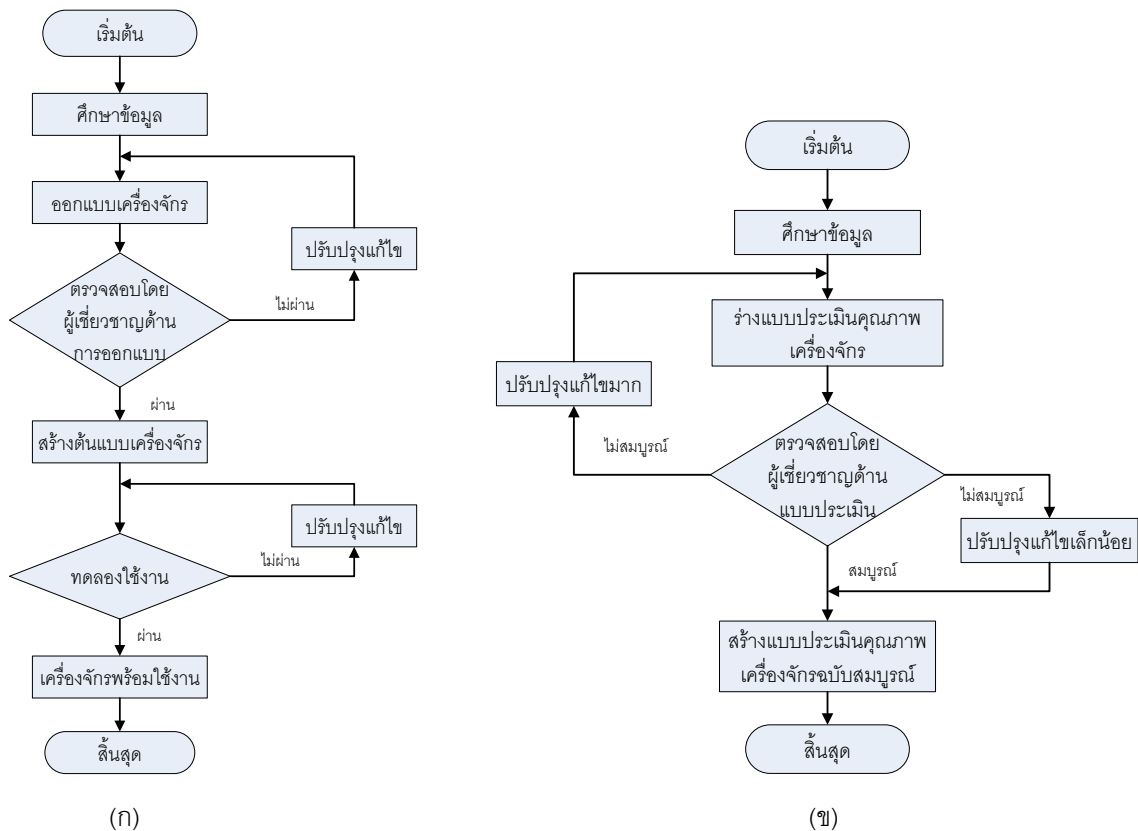 เริ่มต้น
ศึกษาข้อมูล
ออกแบบเครื่องจักร
ปรับปรุงแก้ไข
ตรวจสอบโดย
ผู้เชี่ยวชาญด้าน
การออกแบบ
ไม่ผ่าน
ผ่าน
สร้างต้นแบบเครื่องจักร
ปรับปรุงแก้ไข
ทดลองใช้งาน
ไม่ผ่าน
ผ่าน
เครื่องจักรพร้อมใช้งาน
สิ้นสุด
(ก)
เริ่มต้น
ศึกษาข้อมูล
ร่างแบบประเมินคุณภาพ
เครื่องจักร
ปรับปรุงแก้ไขมาก
ไม่สมบูรณ์
ตรวจสอบโดย
ผู้เชี่ยวชาญด้าน
แบบประเมิน
ไม่สมบูรณ์
ปรับปรุงแก้ไขเล็กน้อย
สมบูรณ์
สร้างแบบประเมินคุณภาพ
เครื่องจักรฉบับสมบูรณ์
สิ้นสุด
(ข)